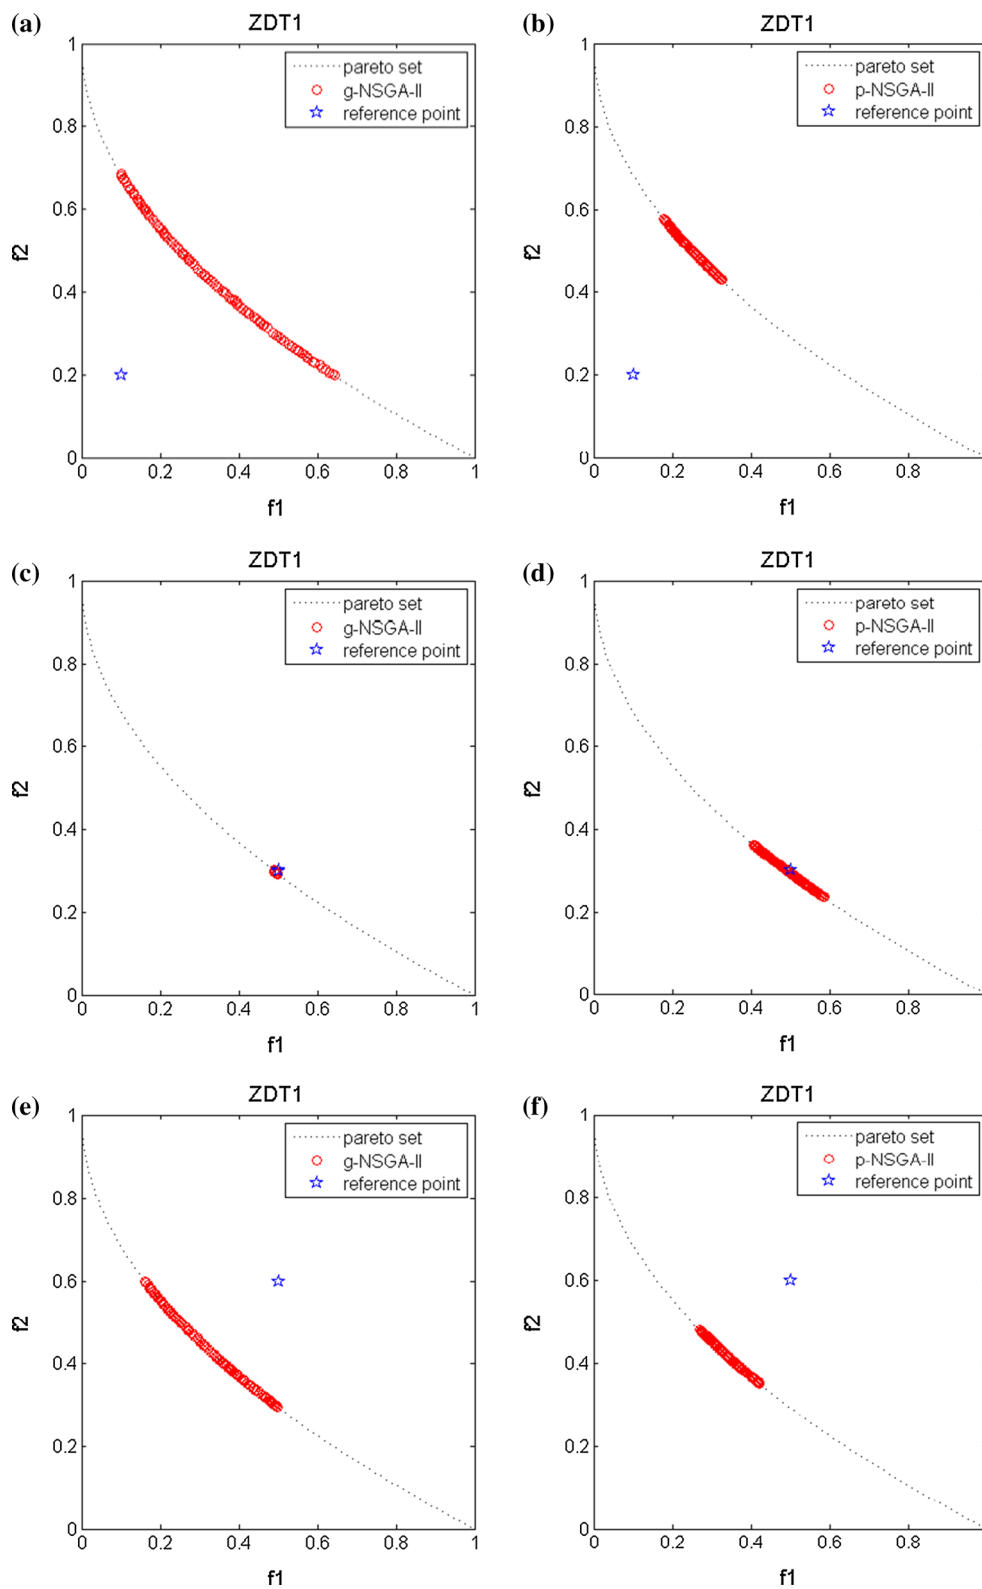 (a)
ZDT1
pareto set
g-NSGA-II
reference point
1
0.8
0.6
0.4
0.2
0
f2
0 0.2 0.4 0.6 0.8 1
f1
(b)
ZDT1
pareto set
p-NSGA-II
reference point
1
0.8
0.6
0.4
0.2
0
f2
0 0.2 0.4 0.6 0.8
f1
(c)
ZDT1
pareto set
g-NSGA-II
reference point
1
0.8
0.6
0.4
0.2
0
f2
0 0.2 0.4 0.6 0.8 1
f1
(d)
ZDT1
pareto set
p-NSGA-II
reference point
1
0.8
0.6
0.4
0.2
0
f2
0 0.2 0.4 0.6 0.8
f1
(e)
ZDT1
pareto set
g-NSGA-II
reference point
1
0.8
0.6
0.4
0.2
0
f2
0 0.2 0.4 0.6 0.8 1
f1
(f)
ZDT1
pareto set
p-NSGA-II
reference point
1
0.8
0.6
0.4
0.2
0
f2
0 0.2 0.4 0.6 0.8
f1